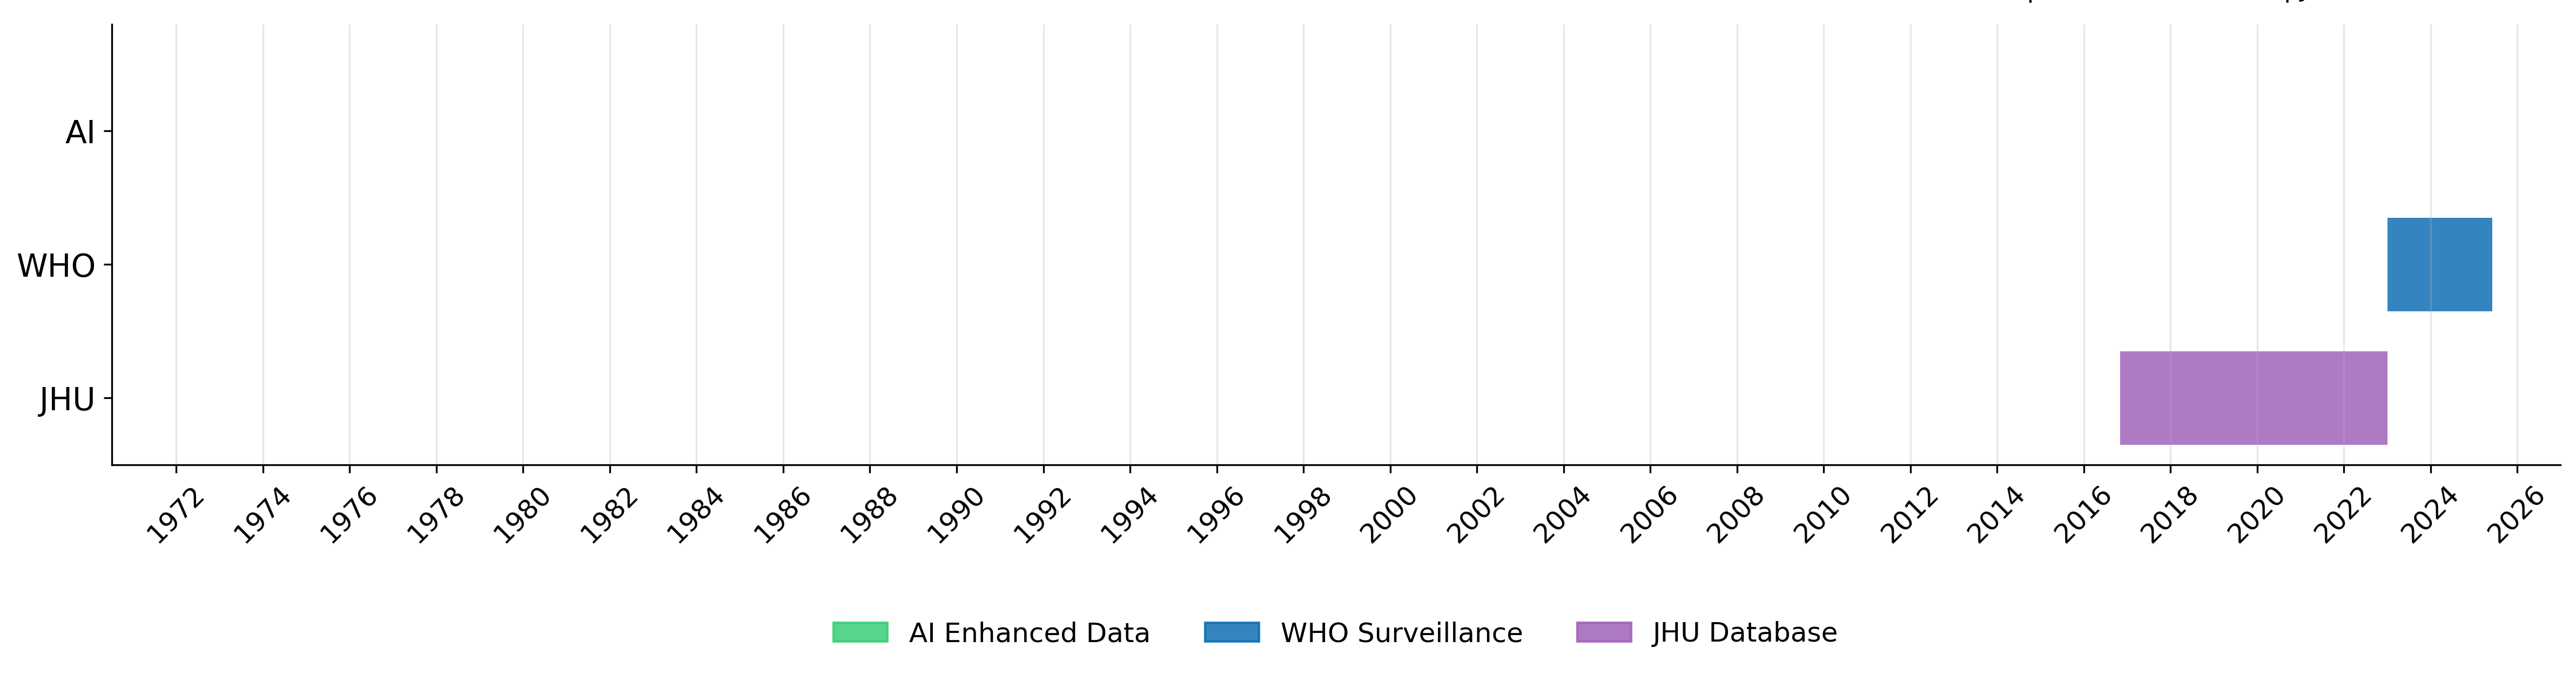 AI
WHO
JHU
1972 1974 1976 1978 1980 1982 1984 1986 1988 1990 1992 1994 1996 1998 2000 2002 2004 2006 2008 2010 2012 2014 2016 2018 2020 2022 2024 2026
AI Enhanced Data WHO Surveillance JHU Database